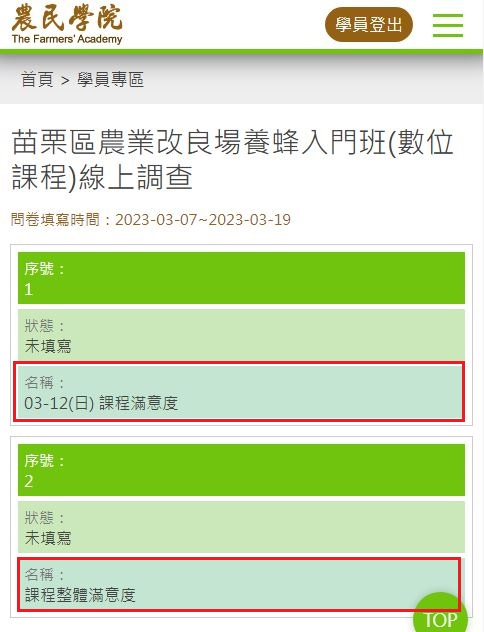 農民學院
The Farmers' Academy
學員登出
首頁 > 學員專區
苗栗區農業改良場養蜂入門班(數位
課程)線上調查
問卷填寫時間：2023-03-07~2023-03-19
序號：
1
狀態：
未填寫
名稱：
03-12(日) 課程滿意度
序號：
2
狀態：
未填寫
名稱：
課程整體滿意度
TOP